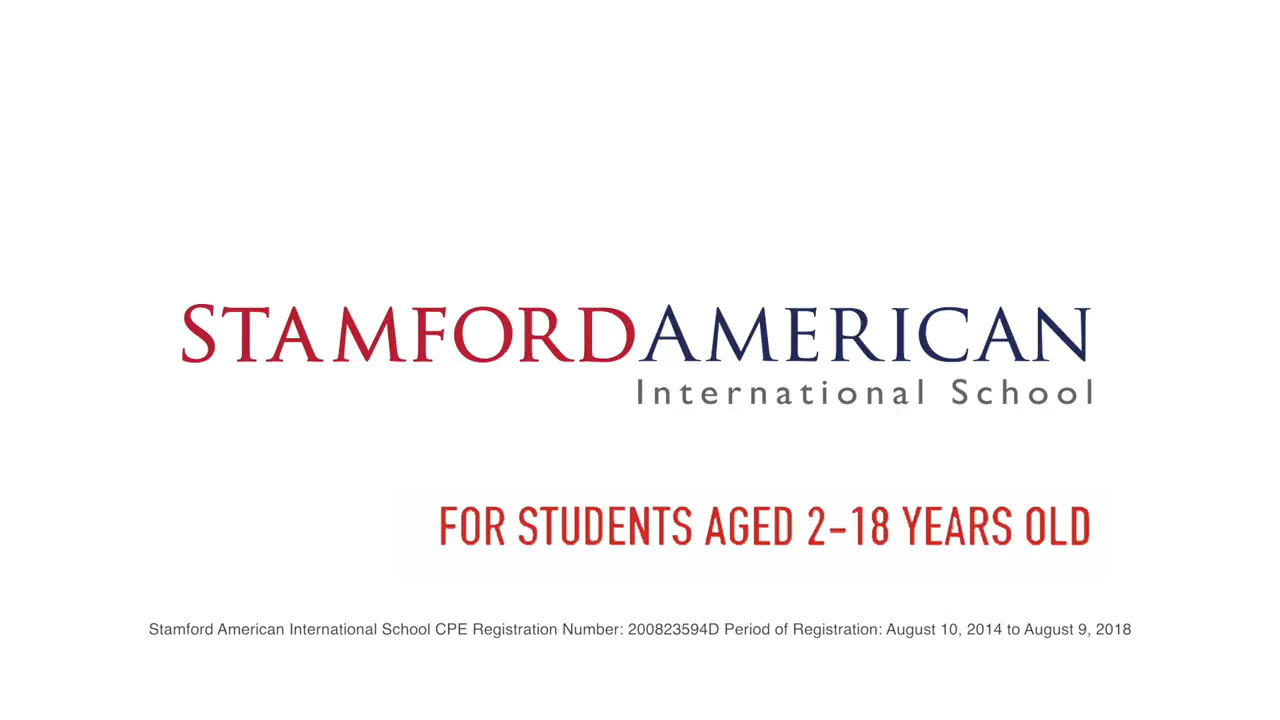 STAMFORDAMERICAN
International School
FOR STUDENTS AGED 2-18 YEARS OLD
Stamford American International School CPE Registration Number: 200823594D Period of Registration: August 10, 2014 to August 9, 2018